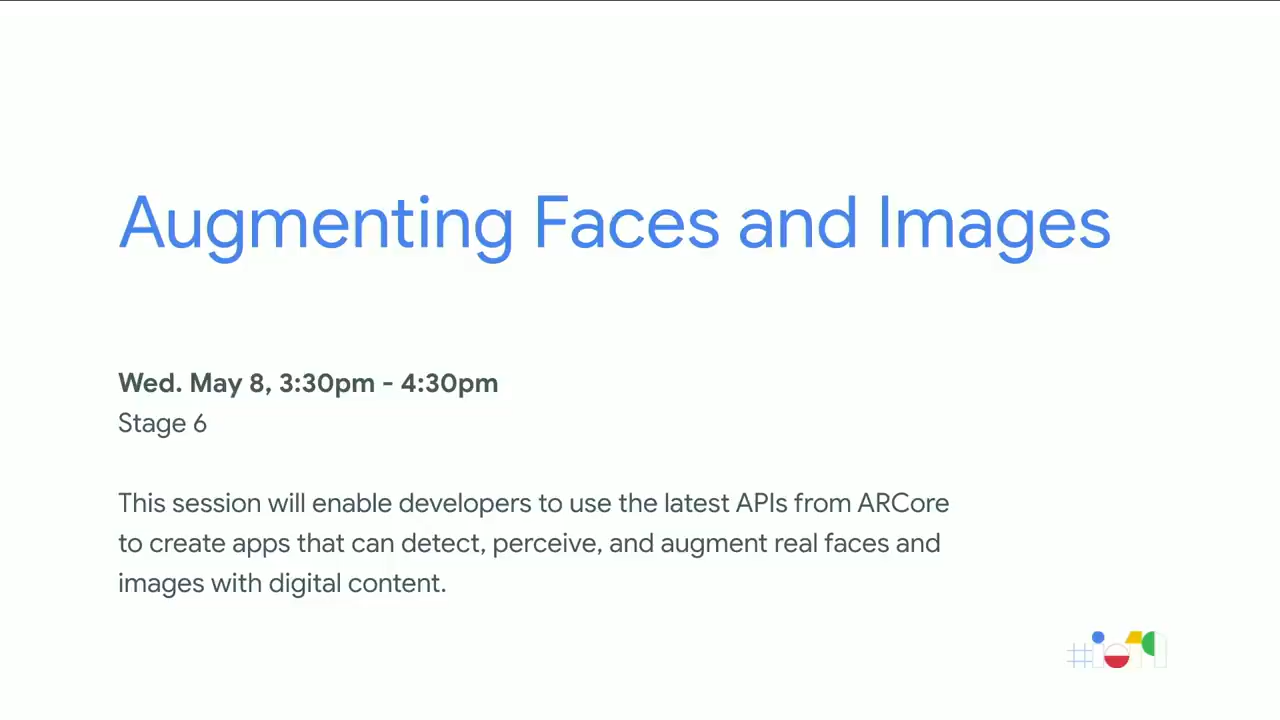 Augmenting Faces and Images
Wed. May 8, 3:30pm - 4:30pm
Stage 6
This session will enable developers to use the latest APIs from ARCore
to create apps that can detect, perceive, and augment real faces and
images with digital content.
#io19